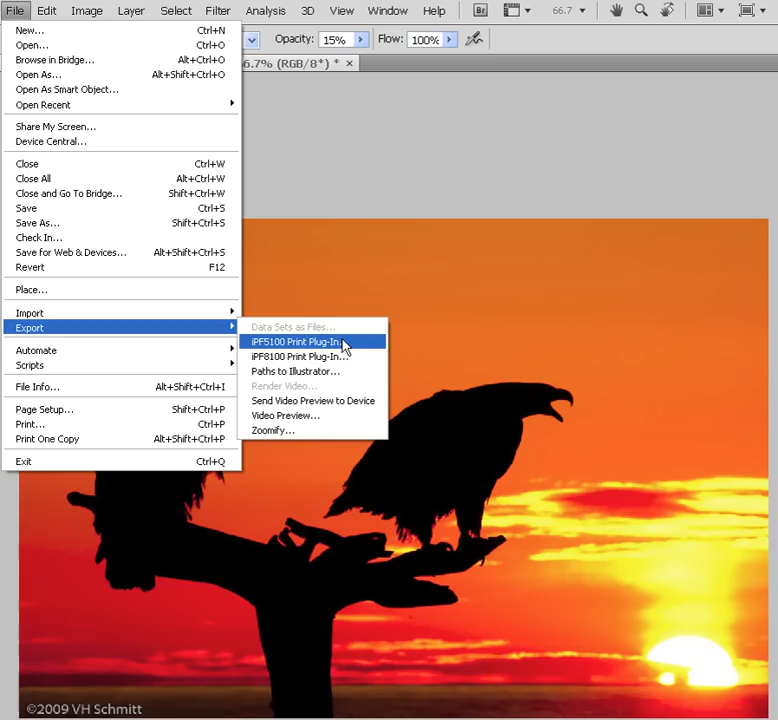 File Edit Image Layer Select Filter Analysis 3D View Window Help Br 66.7
Opacity: 15% Flow: 100%
6.7% (RGB/8*) * ×
New... Ctrl+N
Open... Ctrl+O
Browse in Bridge... Alt+Ctrl+O
Open As... Alt+Shift+Ctrl+O
Open As Smart Object...
Open Recent
Share My Screen...
Device Central...
Close Ctrl+W
Close All Alt+Ctrl+W
Close and Go To Bridge... Shift+Ctrl+W
Save Ctrl+S
Save As... Shift+Ctrl+S
Check In...
Save for Web & Devices... Alt+Shift+Ctrl+S
Revert F12
Place...
Import
Export
Data Sets as Files...
iPF5100 Print Plug-In...
iPF8100 Print Plug-In...
Paths to Illustrator...
Render Video...
Send Video Preview to Device
Video Preview...
Zoomify...
Automate
Scripts
File Info... Alt+Shift+Ctrl+I
Page Setup... Shift+Ctrl+P
Print... Ctrl+P
Print One Copy Alt+Shift+Ctrl+P
Exit Ctrl+Q
©2009 VH Schmitt